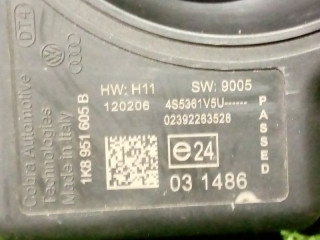 DT4
Cobra Automotive
Technologies
Made in Italy
1K8 951 605 B
HW; H11
SW: 9005
120206
4S5361V5U------
02392263528
PASSED
e24
03 1486